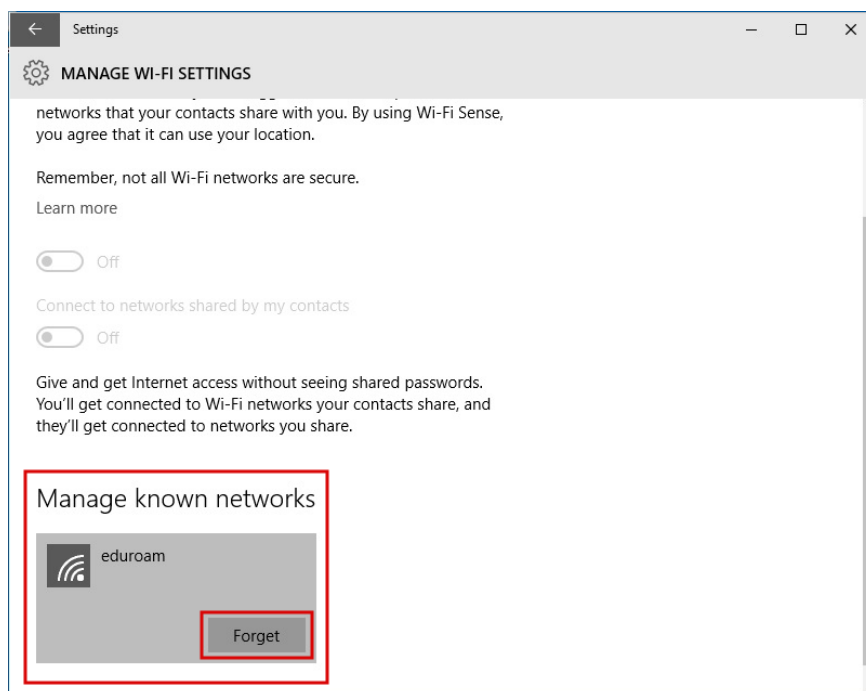 Settings
MANAGE WI-FI SETTINGS
networks that your contacts share with you. By using Wi-Fi Sense,
you agree that it can use your location.
Remember, not all Wi-Fi networks are secure.
Learn more
Off
Connect to networks shared by my contacts
Off
Give and get Internet access without seeing shared passwords.
You'll get connected to Wi-Fi networks your contacts share, and
they'll get connected to networks you share.
Manage known networks
eduroam
Forget